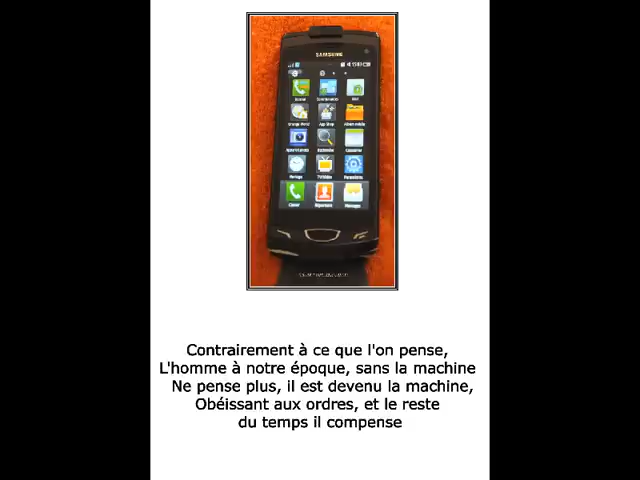 SAMSUNG
Contrairement à ce que l'on pense,
L'homme à notre époque, sans la machine
Ne pense plus, il est devenu la machine,
Obéissant aux ordres, et le reste
du temps il compense